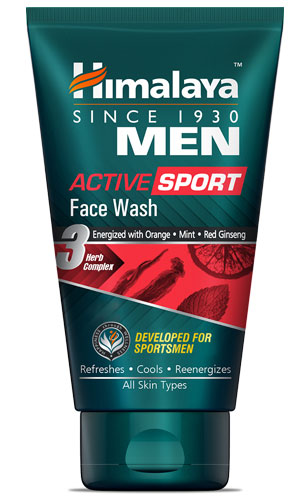 Himalaya™
SINCE 1930
MEN
ACTIVE SPORT
Face Wash
Energized with Orange • Mint • Red Ginseng
3 Herb
Complex
DEVELOPED FOR
SPORTSMEN
Refreshes • Cools • Reenergizes
All Skin Types